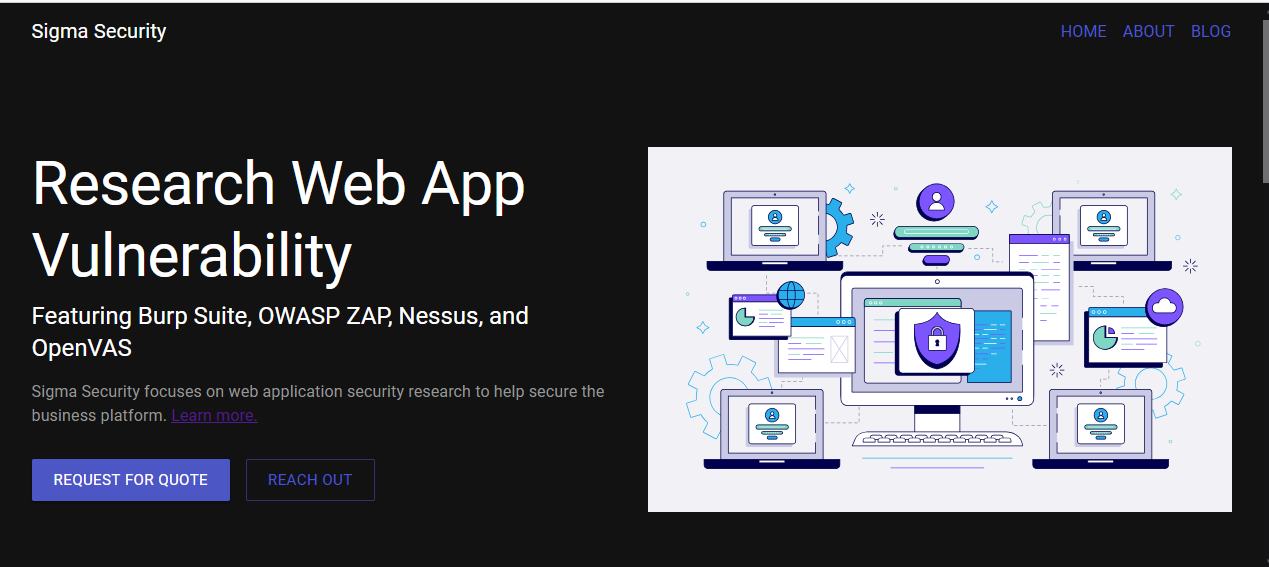 Sigma Security
HOME ABOUT BLOG
Research Web App
Vulnerability
Featuring Burp Suite, OWASP ZAP, Nessus, and
OpenVAS
Sigma Security focuses on web application security research to help secure the
business platform. Learn more.
REQUEST FOR QUOTE
REACH OUT